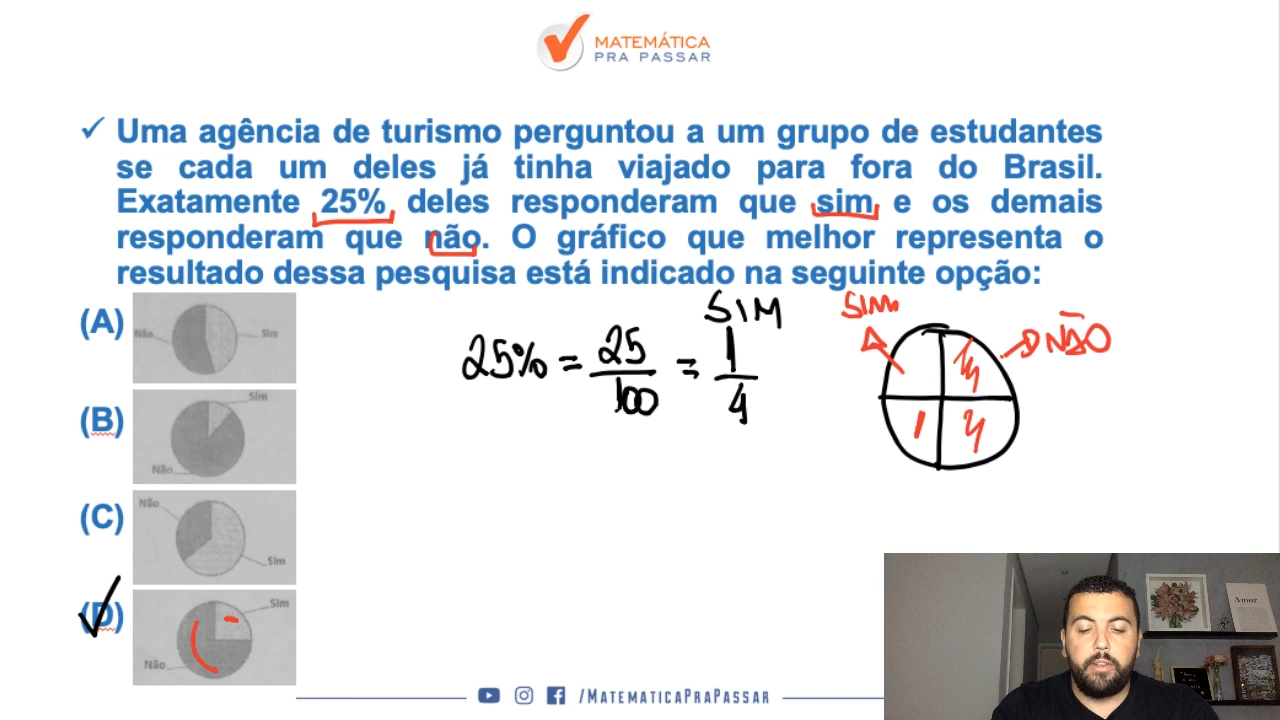 MATEMÁTICA
PRA PASSAR
✓ Uma agência de turismo perguntou a um grupo de estudantes
se cada um deles já tinha viajado para fora do Brasil.
Exatamente 25% deles responderam que sim e os demais
responderam que não. O gráfico que melhor representa o
resultado dessa pesquisa está indicado na seguinte opção:
(A)
Não
Sim
(B)
Sim
Não
(C)
Não
Sim
(D)
Sim
Não
25% = 25/100 = 1/4
SIM
SIM
NÃO
Amor
/MATEMATICAPRAPASSAR